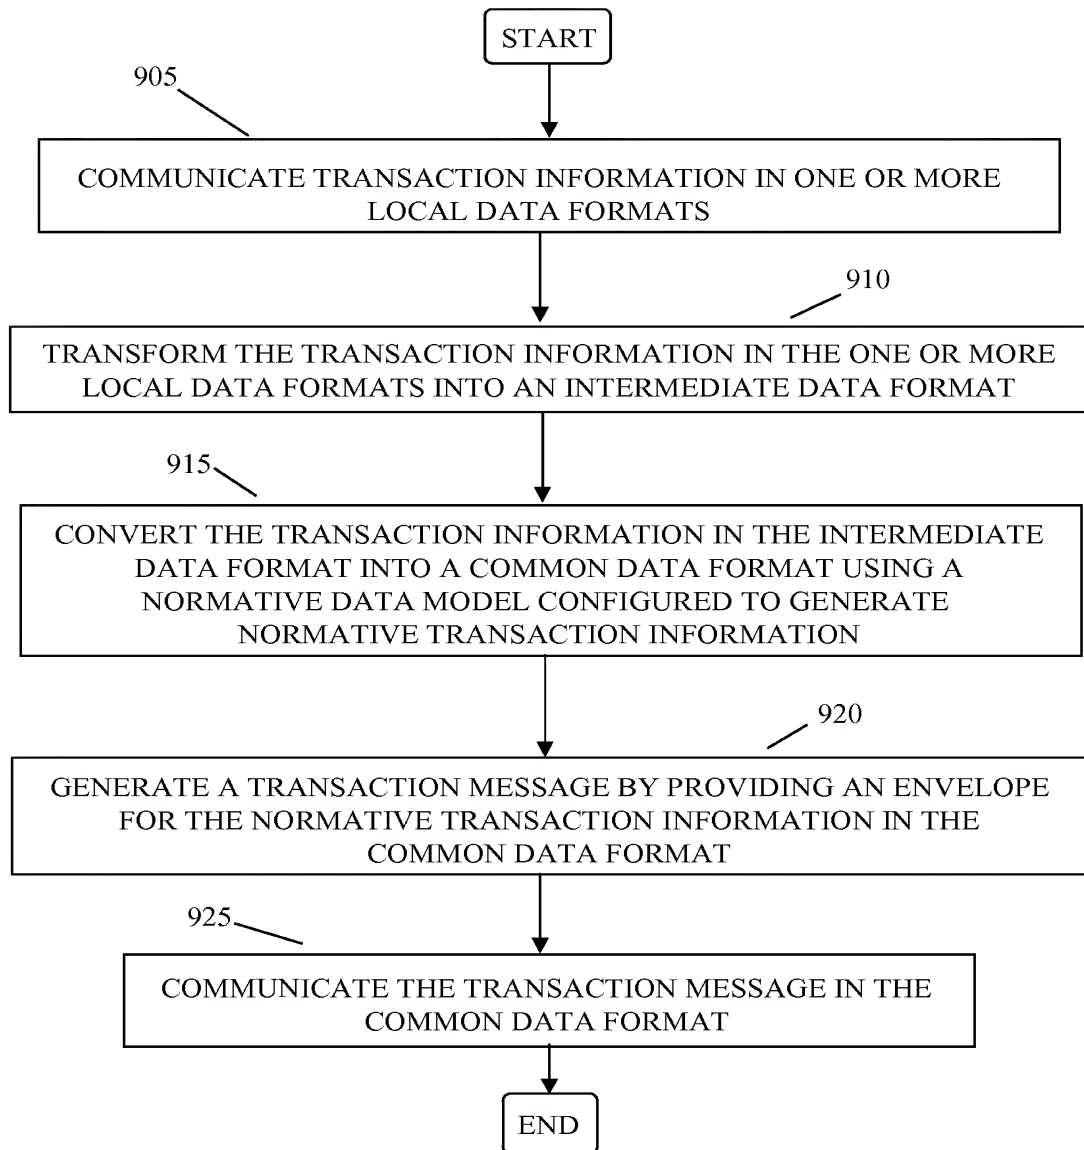 START
905
COMMUNICATE TRANSACTION INFORMATION IN ONE OR MORE
LOCAL DATA FORMATS
910
TRANSFORM THE TRANSACTION INFORMATION IN THE ONE OR MORE
LOCAL DATA FORMATS INTO AN INTERMEDIATE DATA FORMAT
915
CONVERT THE TRANSACTION INFORMATION IN THE INTERMEDIATE
DATA FORMAT INTO A COMMON DATA FORMAT USING A
NORMATIVE DATA MODEL CONFIGURED TO GENERATE
NORMATIVE TRANSACTION INFORMATION
920
GENERATE A TRANSACTION MESSAGE BY PROVIDING AN ENVELOPE
FOR THE NORMATIVE TRANSACTION INFORMATION IN THE
COMMON DATA FORMAT
925
COMMUNICATE THE TRANSACTION MESSAGE IN THE
COMMON DATA FORMAT
END